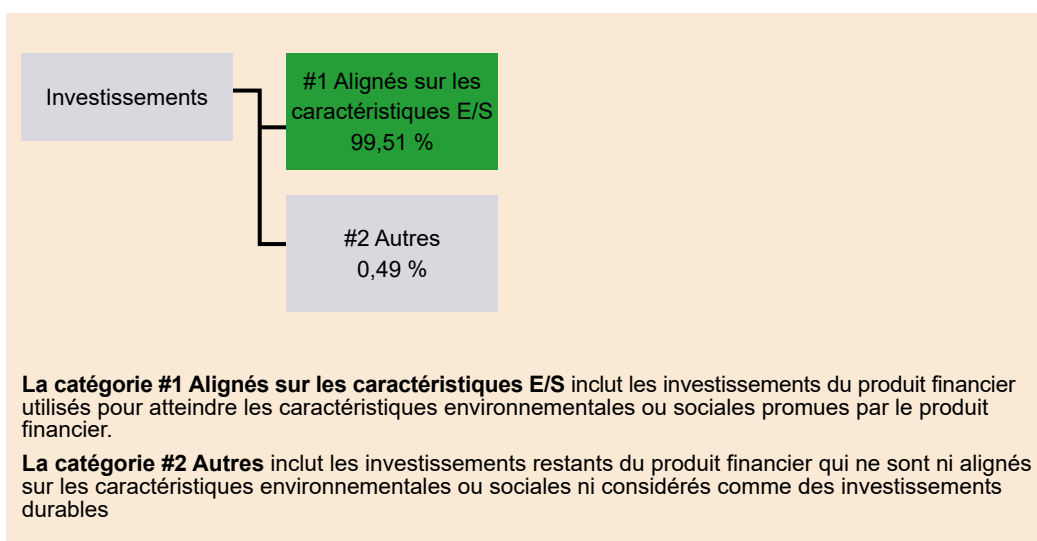 Investissements
#1 Alignés sur les
caractéristiques E/S
99,51 %
#2 Autres
0,49 %
La catégorie #1 Alignés sur les caractéristiques E/S inclut les investissements du produit financier
utilisés pour atteindre les caractéristiques environnementales ou sociales promues par le produit
financier.
La catégorie #2 Autres inclut les investissements restants du produit financier qui ne sont ni alignés
sur les caractéristiques environnementales ou sociales ni considérés comme des investissements
durables